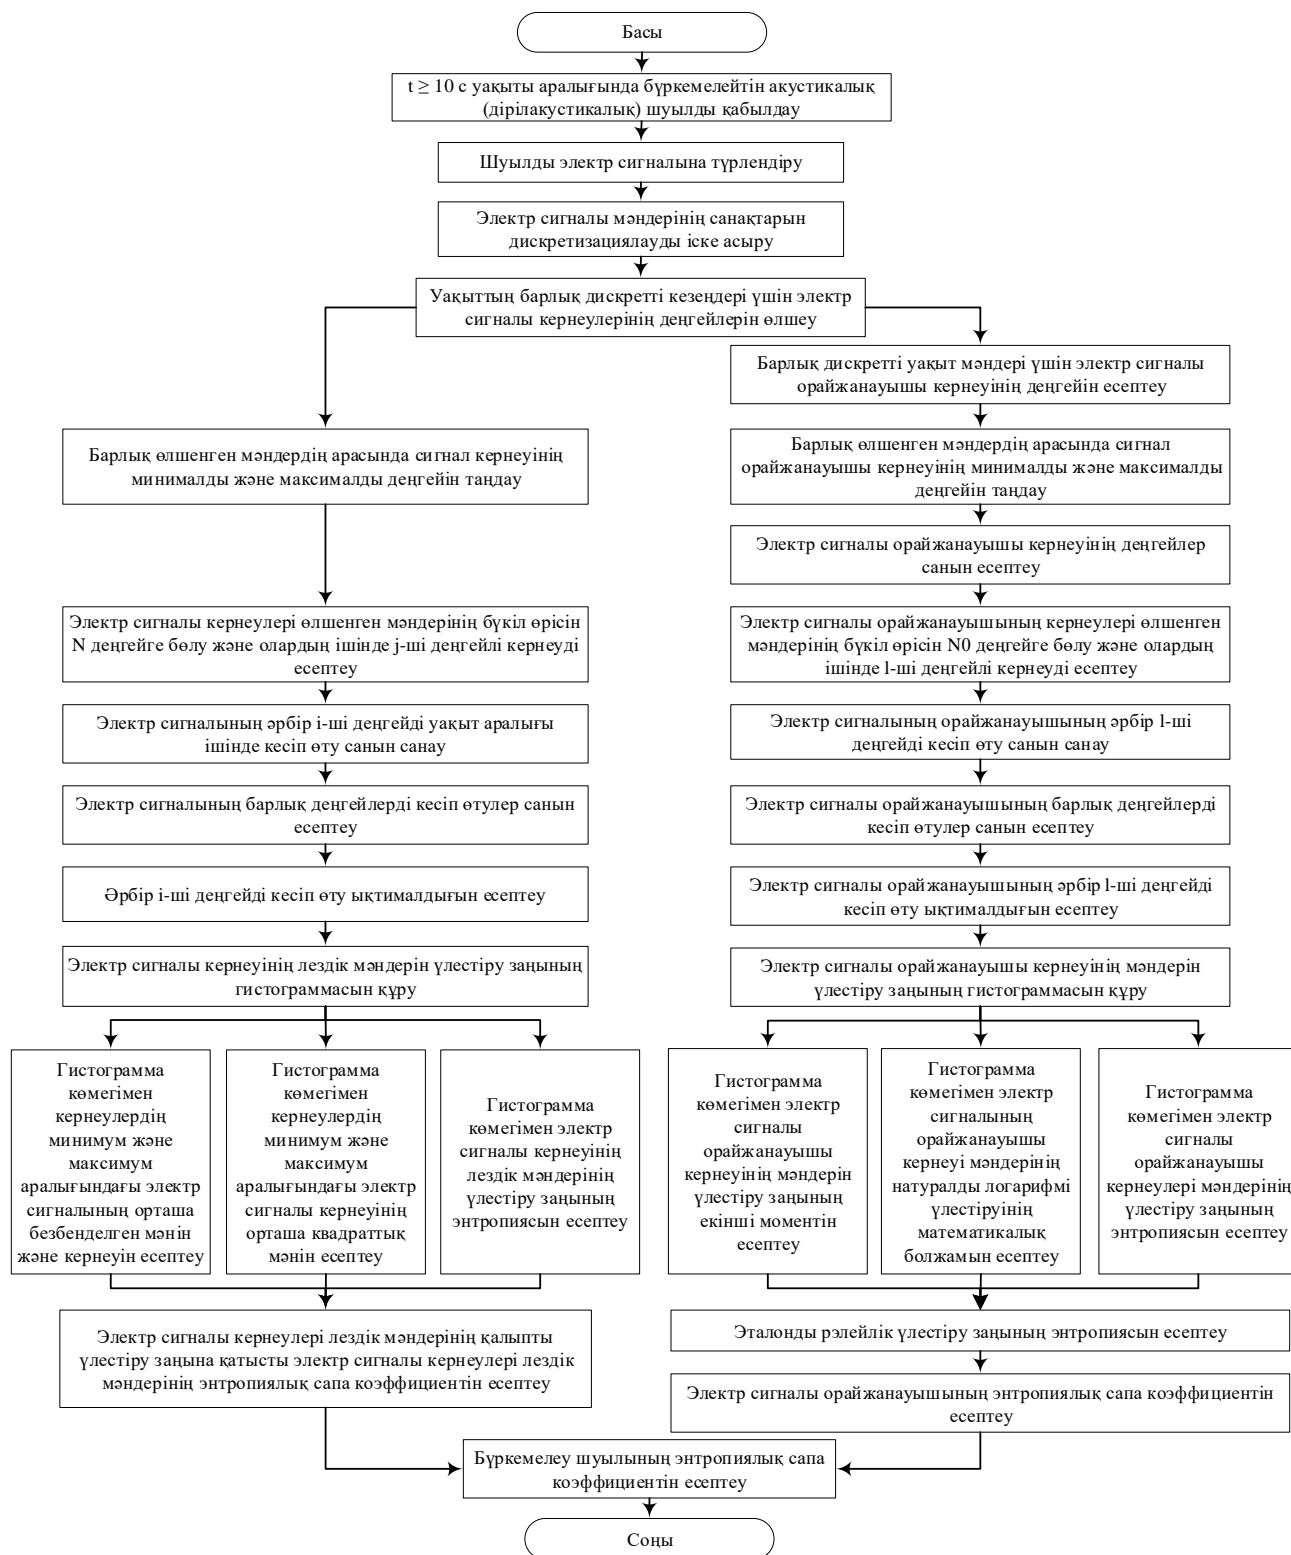 Басы
t ≥ 10 с уақыты аралығында бүркемелейтін акустикалық
(дірілакустикалық) шуылды қабылдау
Шуылды электр сигналына түрлендіру
Электр сигналы мәндерінің санақтарын
дискретизациялауды іске асыру
Уақыттың барлық дискретті кезеңдері үшін электр
сигналы кернеулерінің деңгейлерін өлшеу
Барлық дискретті уақыт мәндері үшін электр сигналы
орайжанауышы кернеуінің деңгейін есептеу
Барлық өлшенген мәндердің арасында сигнал кернеуінің
минималды және максималды деңгейін таңдау
Барлық өлшенген мәндердің арасында сигнал
орайжанауышы кернеуінің минималды және максималды
деңгейін таңдау
Электр сигналы орайжанауышы кернеуінің деңгейлер
санын есептеу
Электр сигналы кернеулері өлшенген мәндерінің бүкіл өрісін
N деңгейге бөлу және олардың ішінде j-ші деңгейлі кернеуді
есептеу
Электр сигналы орайжанауышының кернеулері өлшенген
мәндерінің бүкіл өрісін N0 деңгейге бөлу және олардың
ішінде l-ші деңгейлі кернеуді есептеу
Электр сигналының әрбір i-ші деңгейді уақыт аралығы
ішінде кесіп өту санын санау
Электр сигналының орайжанауышының әрбір l-ші
деңгейді кесіп өту санын санау
Электр сигналының барлық деңгейлерді кесіп өтулер санын
есептеу
Электр сигналы орайжанауышының барлық деңгейлерді
кесіп өтулер санын есептеу
Әрбір i-ші деңгейді кесіп өту ықтималдығын есептеу
Электр сигналы орайжанауышының әрбір l-ші деңгейді
кесіп өту ықтималдығын есептеу
Электр сигналы кернеуінің лездік мәндерін үлестіру заңының
гистограммасын құру
Электр сигналы орайжанауышы кернеуінің мәндерін
үлестіру заңының гистограммасын құру
Гистограмма
көмегімен
кернеулердің
минимум және
максимум
аралығындағы электр
сигналының орташа
безбенделген мәнін
және кернеуін есептеу
Гистограмма
көмегімен
кернеулердің
минимум және
максимум
аралығындағы электр
сигналы кернеуінің
орташа квадраттық
мәнін есептеу
Гистограмма
көмегімен электр
сигналы кернеуінің
лездік мәндерінің
үлестіру заңының
энтропиясын есептеу
Гистограмма
көмегімен электр
сигналы
орайжанауышы
кернеуінің мәндерін
үлестіру заңының
екінші моментін
есептеу
Гистограмма
көмегімен электр
сигналының
орайжанауышы
кернеуі мәндерінің
натуралды логарифмі
үлестіруінің
математикалық
болжамын есептеу
Гистограмма
көмегімен электр
сигналы
орайжанауышы
кернеулері мәндерінің
үлестіру заңының
энтропиясын есептеу
Электр сигналы кернеулері лездік мәндерінің қалыпты
үлестіру заңына қатысты электр сигналы кернеулері лездік
мәндерінің энтропиялық сапа коэффициентін есептеу
Эталонды рэлейлік үлестіру заңының энтропиясын есептеу
Электр сигналы орайжанауышының энтропиялық сапа коэффициентін
есептеу
Бүркемелеу шуылының энтропиялық сапа
коэффициентін есептеу
Соңы